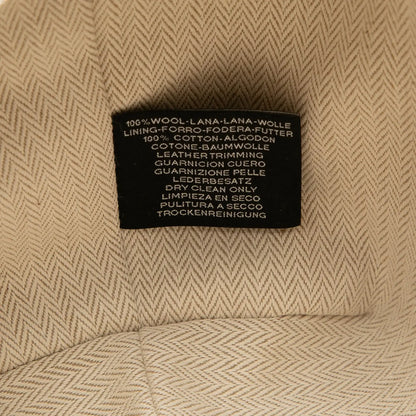 100% WOOL-LANA-LANA-WOLLE
LINING-FORRO-FODERA-FUTTER
100% COTTON-ALGODON
COTONE-BAUMWOLLE
LEATHER TRIMMING
GUARNICION CUERO
GUARNIZIONE PELLE
LEDERBESATZ
DRY CLEAN ONLY
LIMPIEZA EN SECO
PULITURA A SECCO
TROCKENREINIGUNG